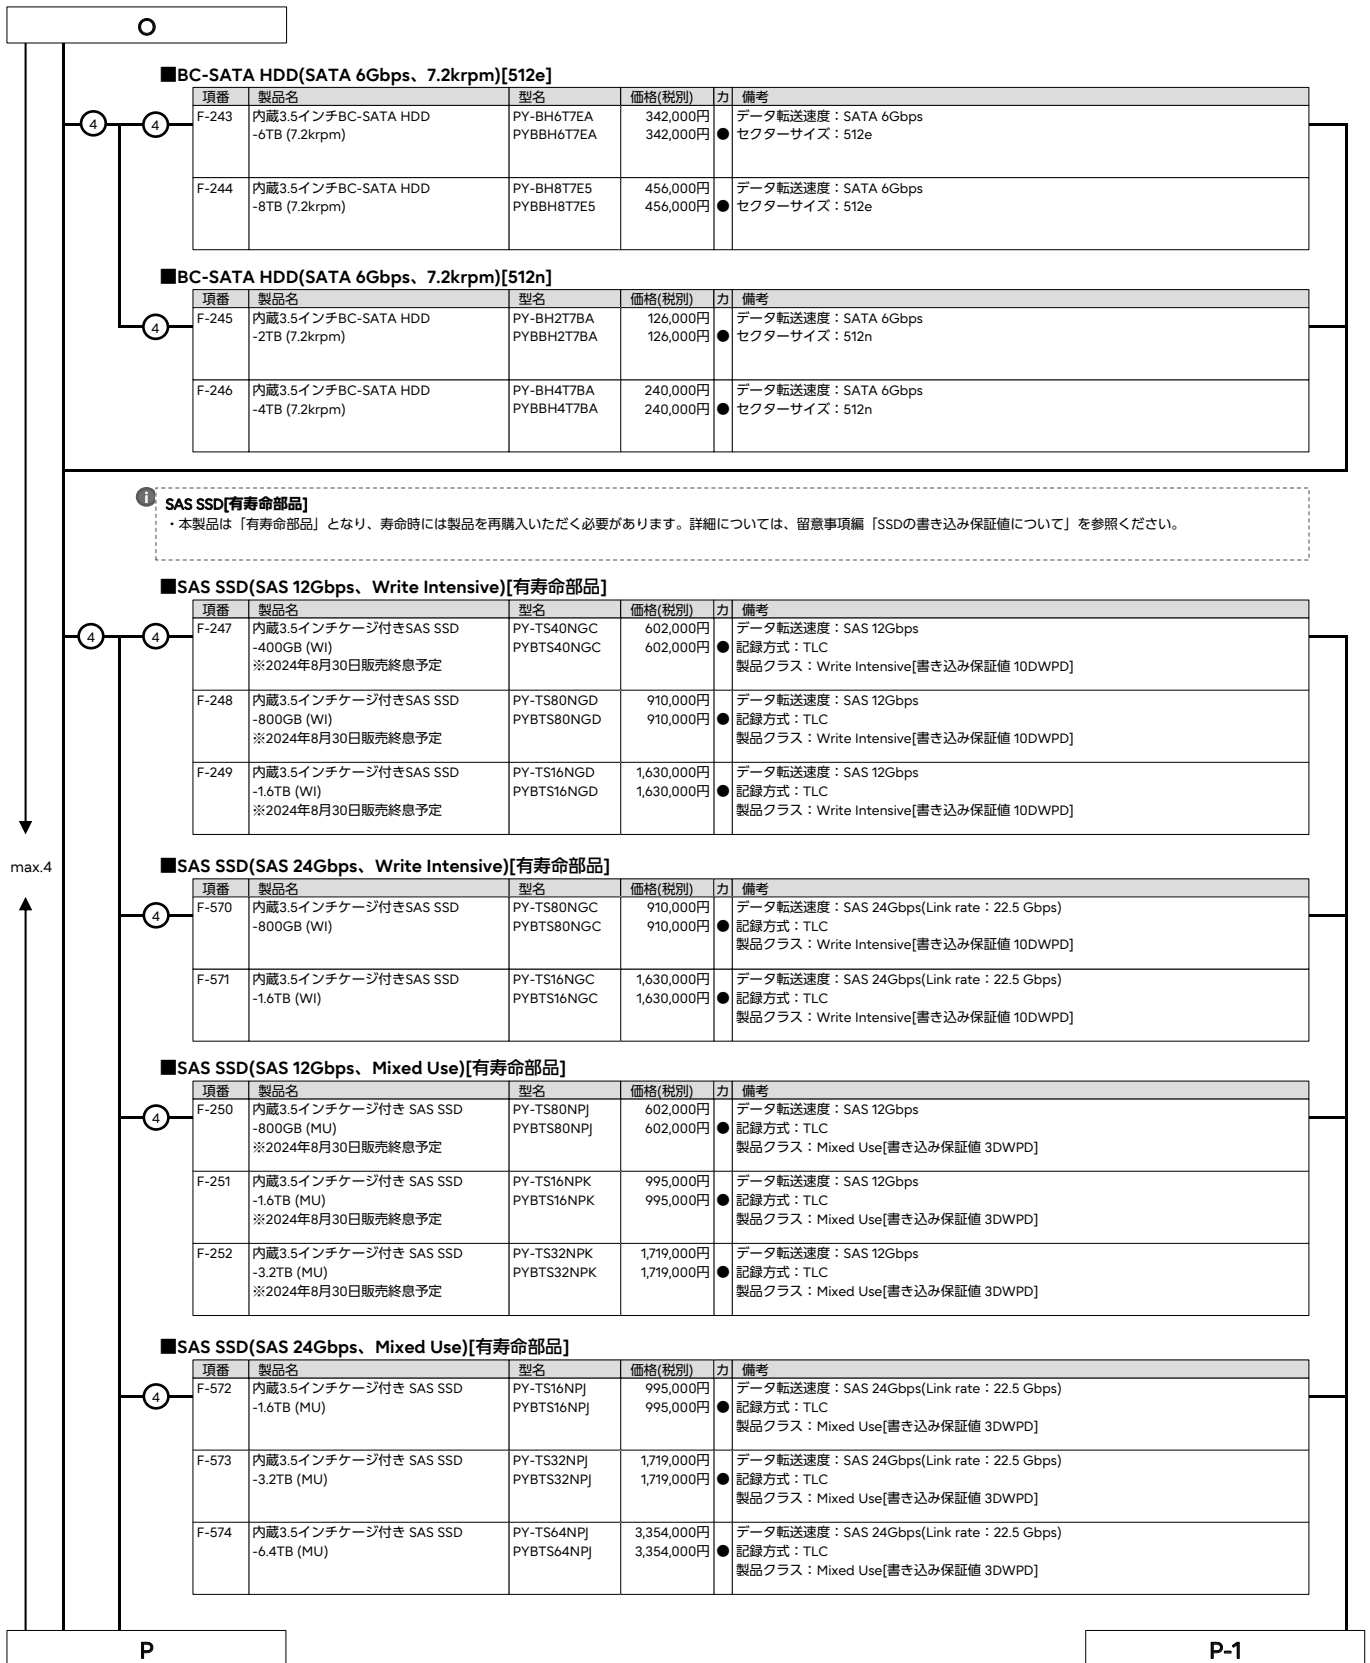 O
■BC-SATA HDD(SATA 6Gbps、7.2krpm)[512e]
項番 製品名 型名 価格(税別) カ 備考
④ ④ F-243 内蔵3.5インチBC-SATA HDD PY-BH6T7EA 342,000円 データ転送速度：SATA 6Gbps
-6TB (7.2krpm) PYBBH6T7EA 342,000円 ● セクターサイズ：512e
F-244 内蔵3.5インチBC-SATA HDD PY-BH8T7E5 456,000円 データ転送速度：SATA 6Gbps
-8TB (7.2krpm) PYBBH8T7E5 456,000円 ● セクターサイズ：512e
■BC-SATA HDD(SATA 6Gbps、7.2krpm)[512n]
項番 製品名 型名 価格(税別) カ 備考
④ F-245 内蔵3.5インチBC-SATA HDD PY-BH2T7BA 126,000円 データ転送速度：SATA 6Gbps
-2TB (7.2krpm) PYBBH2T7BA 126,000円 ● セクターサイズ：512n
F-246 内蔵3.5インチBC-SATA HDD PY-BH4T7BA 240,000円 データ転送速度：SATA 6Gbps
-4TB (7.2krpm) PYBBH4T7BA 240,000円 ● セクターサイズ：512n
i SAS SSD[有寿命部品]
・本製品は「有寿命部品」となり、寿命時には製品を再購入いただく必要があります。詳細については、留意事項編「SSDの書き込み保証値について」を参照ください。
■SAS SSD(SAS 12Gbps、Write Intensive)[有寿命部品]
項番 製品名 型名 価格(税別) カ 備考
④ ④ F-247 内蔵3.5インチケージ付きSAS SSD PY-TS40NGC 602,000円 データ転送速度：SAS 12Gbps
-400GB (WI) PYBTS40NGC 602,000円 ● 記録方式：TLC
※2024年8月30日販売終息予定 製品クラス：Write Intensive[書き込み保証値 10DWPD]
F-248 内蔵3.5インチケージ付きSAS SSD PY-TS80NGD 910,000円 データ転送速度：SAS 12Gbps
-800GB (WI) PYBTS80NGD 910,000円 ● 記録方式：TLC
※2024年8月30日販売終息予定 製品クラス：Write Intensive[書き込み保証値 10DWPD]
F-249 内蔵3.5インチケージ付きSAS SSD PY-TS16NGD 1,630,000円 データ転送速度：SAS 12Gbps
-1.6TB (WI) PYBTS16NGD 1,630,000円 ● 記録方式：TLC
※2024年8月30日販売終息予定 製品クラス：Write Intensive[書き込み保証値 10DWPD]
max.4
■SAS SSD(SAS 24Gbps、Write Intensive)[有寿命部品]
項番 製品名 型名 価格(税別) カ 備考
④ F-570 内蔵3.5インチケージ付きSAS SSD PY-TS80NGC 910,000円 データ転送速度：SAS 24Gbps(Link rate：22.5 Gbps)
-800GB (WI) PYBTS80NGC 910,000円 ● 記録方式：TLC
製品クラス：Write Intensive[書き込み保証値 10DWPD]
F-571 内蔵3.5インチケージ付きSAS SSD PY-TS16NGC 1,630,000円 データ転送速度：SAS 24Gbps(Link rate：22.5 Gbps)
-1.6TB (WI) PYBTS16NGC 1,630,000円 ● 記録方式：TLC
製品クラス：Write Intensive[書き込み保証値 10DWPD]
■SAS SSD(SAS 12Gbps、Mixed Use)[有寿命部品]
項番 製品名 型名 価格(税別) カ 備考
④ F-250 内蔵3.5インチケージ付き SAS SSD PY-TS80NPJ 602,000円 データ転送速度：SAS 12Gbps
-800GB (MU) PYBTS80NPJ 602,000円 ● 記録方式：TLC
※2024年8月30日販売終息予定 製品クラス：Mixed Use[書き込み保証値 3DWPD]
F-251 内蔵3.5インチケージ付き SAS SSD PY-TS16NPK 995,000円 データ転送速度：SAS 12Gbps
-1.6TB (MU) PYBTS16NPK 995,000円 ● 記録方式：TLC
※2024年8月30日販売終息予定 製品クラス：Mixed Use[書き込み保証値 3DWPD]
F-252 内蔵3.5インチケージ付き SAS SSD PY-TS32NPK 1,719,000円 データ転送速度：SAS 12Gbps
-3.2TB (MU) PYBTS32NPK 1,719,000円 ● 記録方式：TLC
※2024年8月30日販売終息予定 製品クラス：Mixed Use[書き込み保証値 3DWPD]
■SAS SSD(SAS 24Gbps、Mixed Use)[有寿命部品]
項番 製品名 型名 価格(税別) カ 備考
④ F-572 内蔵3.5インチケージ付き SAS SSD PY-TS16NPJ 995,000円 データ転送速度：SAS 24Gbps(Link rate：22.5 Gbps)
-1.6TB (MU) PYBTS16NPJ 995,000円 ● 記録方式：TLC
製品クラス：Mixed Use[書き込み保証値 3DWPD]
F-573 内蔵3.5インチケージ付き SAS SSD PY-TS32NPJ 1,719,000円 データ転送速度：SAS 24Gbps(Link rate：22.5 Gbps)
-3.2TB (MU) PYBTS32NPJ 1,719,000円 ● 記録方式：TLC
製品クラス：Mixed Use[書き込み保証値 3DWPD]
F-574 内蔵3.5インチケージ付き SAS SSD PY-TS64NPJ 3,354,000円 データ転送速度：SAS 24Gbps(Link rate：22.5 Gbps)
-6.4TB (MU) PYBTS64NPJ 3,354,000円 ● 記録方式：TLC
製品クラス：Mixed Use[書き込み保証値 3DWPD]
P P-1